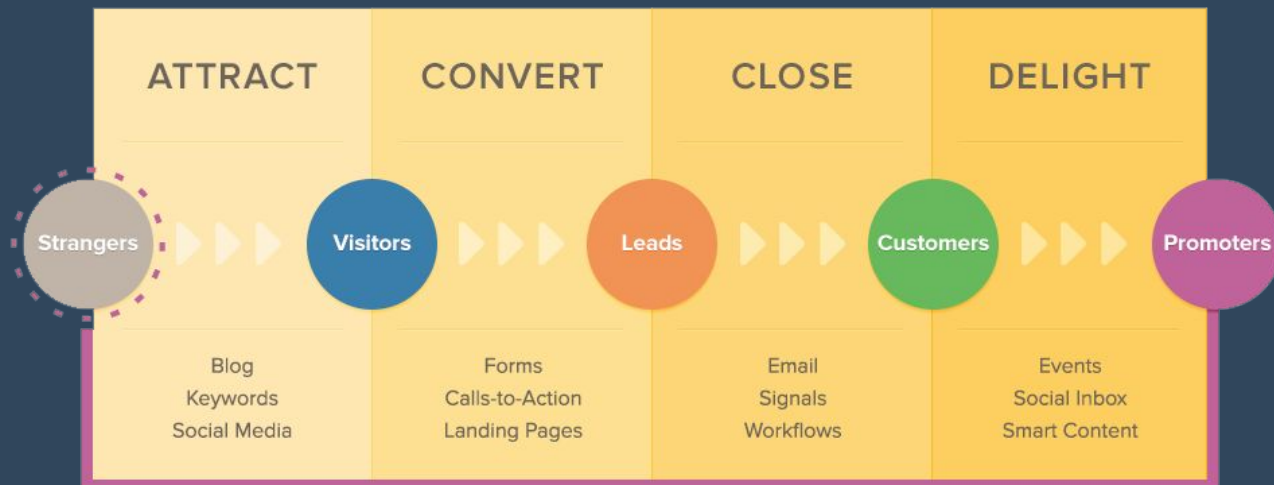 ATTRACT
CONVERT
CLOSE
DELIGHT
Strangers
Visitors
Leads
Customers
Promoters
Blog
Keywords
Social Media
Forms
Calls-to-Action
Landing Pages
Email
Signals
Workflows
Events
Social Inbox
Smart Content